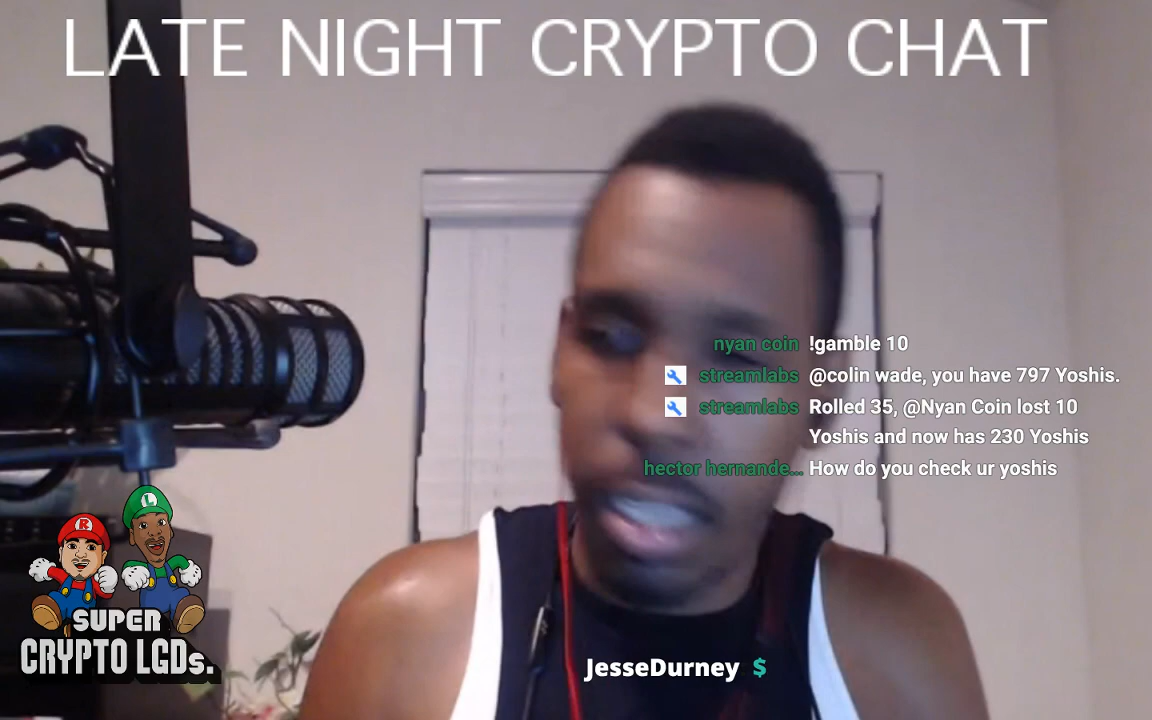 LATE NIGHT CRYPTO CHAT
nyan coin !gamble 10
streamlabs @colin wade, you have 797 Yoshis.
streamlabs Rolled 35, @Nyan Coin lost 10
Yoshis and now has 230 Yoshis
hector hernande... How do you check ur yoshis
R
L
SUPER
CRYPTO LGDs.
JesseDurney $